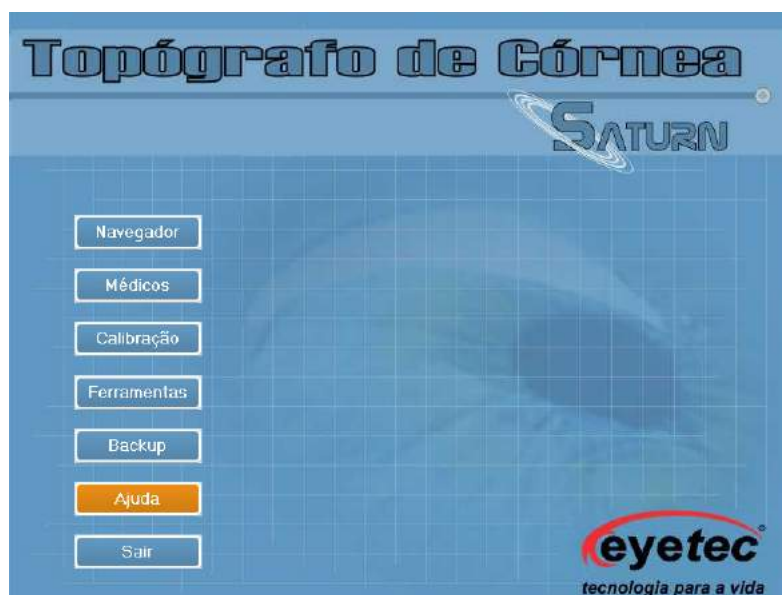 Topógrafo de Córnea
SATURN
Navegador
Médicos
Calibração
Ferramentas
Backup
Ajuda
Sair
eyetec
tecnologia para a vida